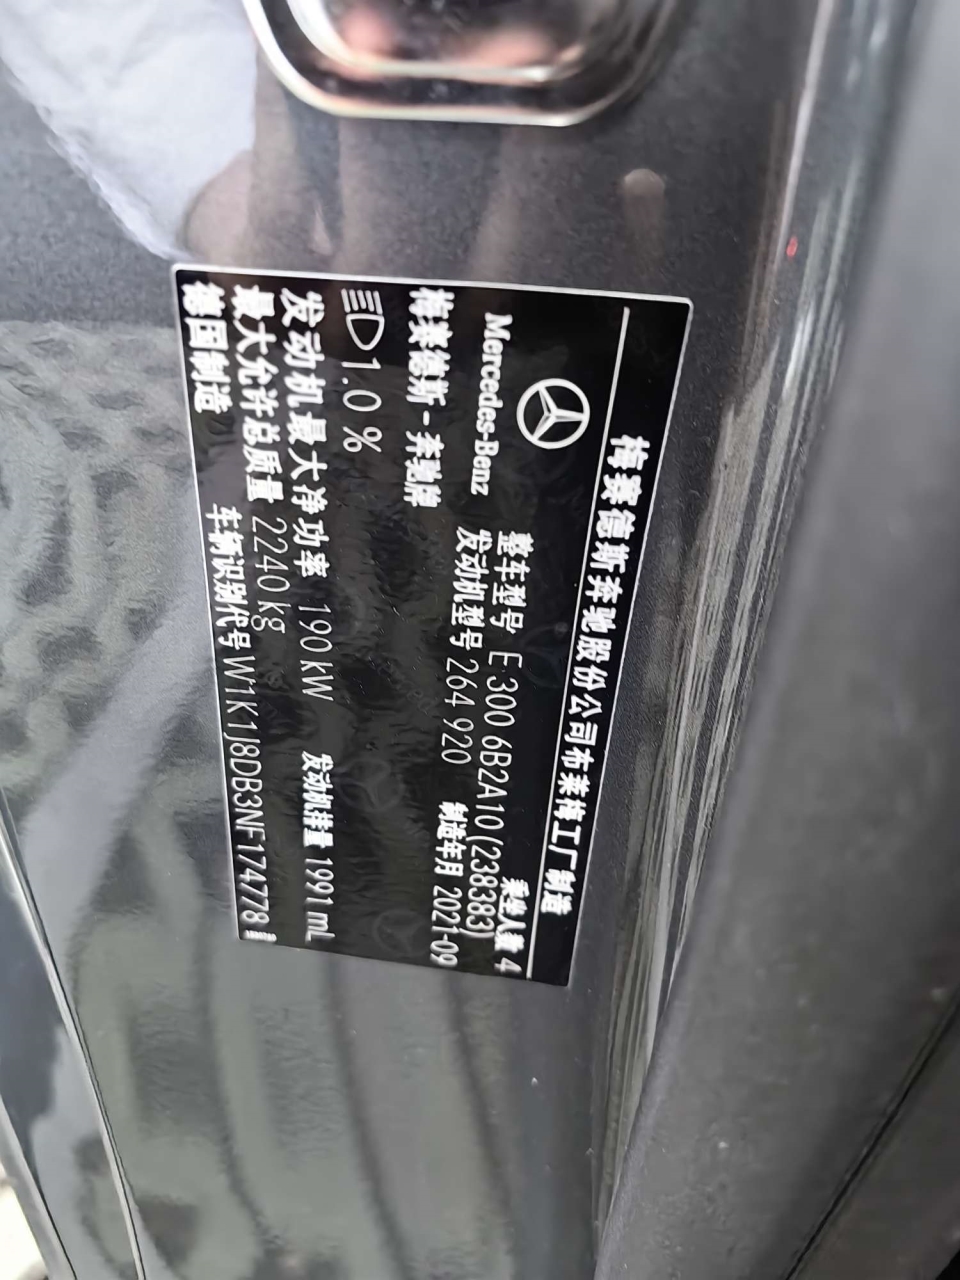 梅赛德斯奔驰股份公司布莱梅工厂制造
Mercedes-Benz
整车型号 E 300 6B2A10(238383)
乘坐人数 4
梅赛德斯-奔驰牌
发动机型号 264 920
制造年月 2021-09
1.0 %
发动机最大净功率 190 kW
发动机排量 1991 mL
最大允许总质量 2240 kg
德国制造
车辆识别代号 W1K1J8DB3NF174778